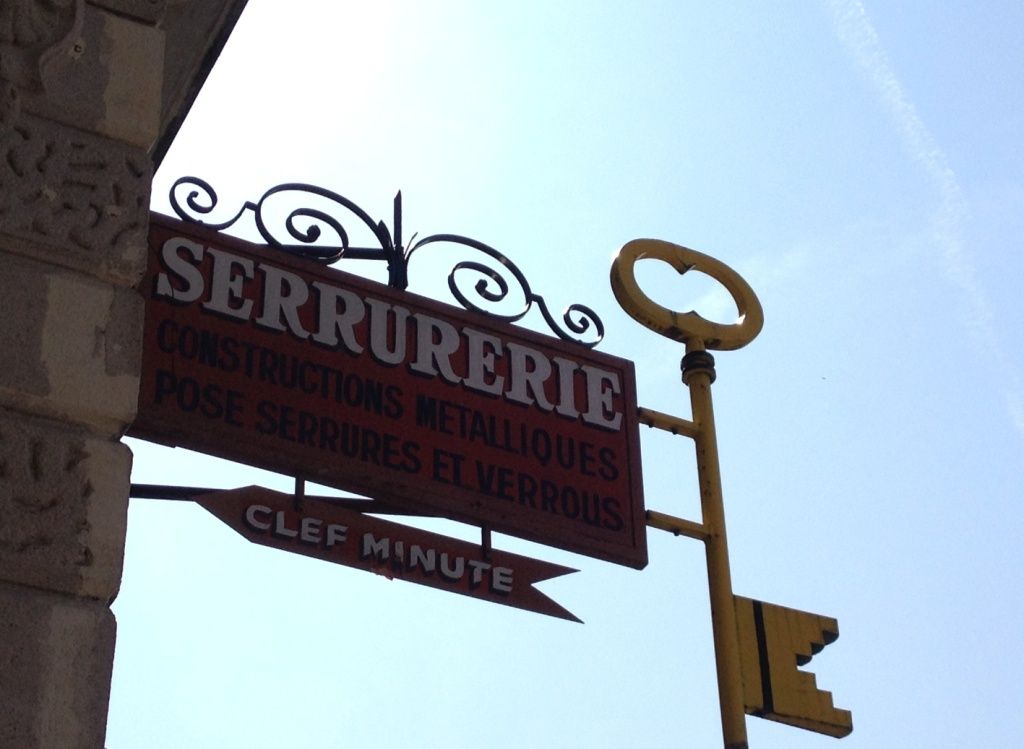 SERRURERIE
CONSTRUCTIONS METALLIQUES
POSE SERRURES ET VERROUS
CLEF MINUTE